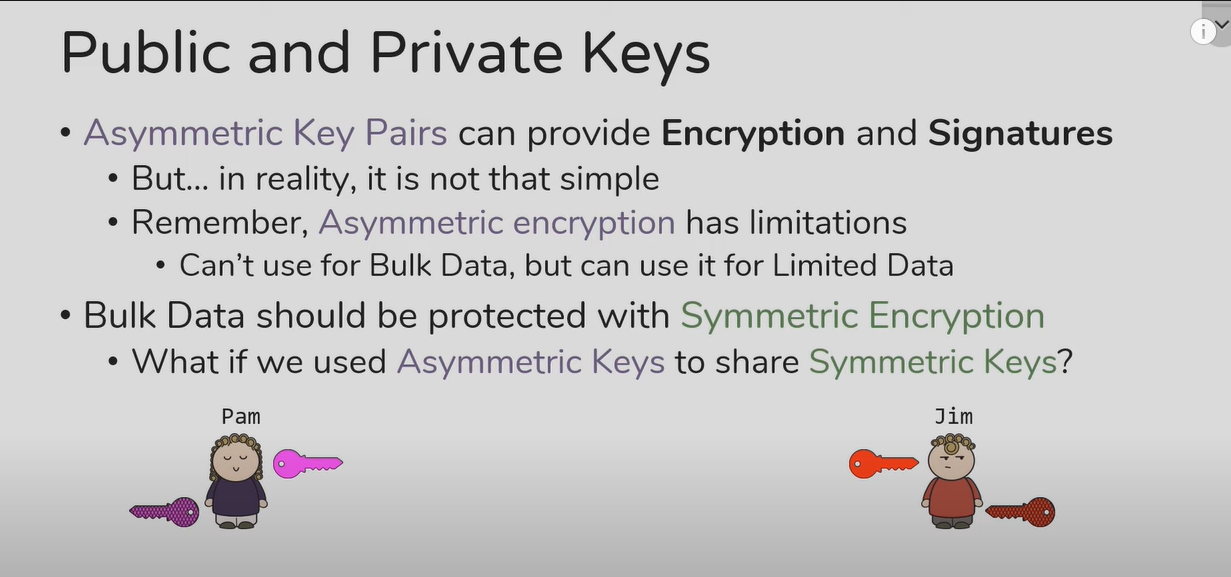 Public and Private Keys
• Asymmetric Key Pairs can provide Encryption and Signatures
• But... in reality, it is not that simple
• Remember, Asymmetric encryption has limitations
• Can't use for Bulk Data, but can use it for Limited Data
• Bulk Data should be protected with Symmetric Encryption
• What if we used Asymmetric Keys to share Symmetric Keys?
Pam
Jim